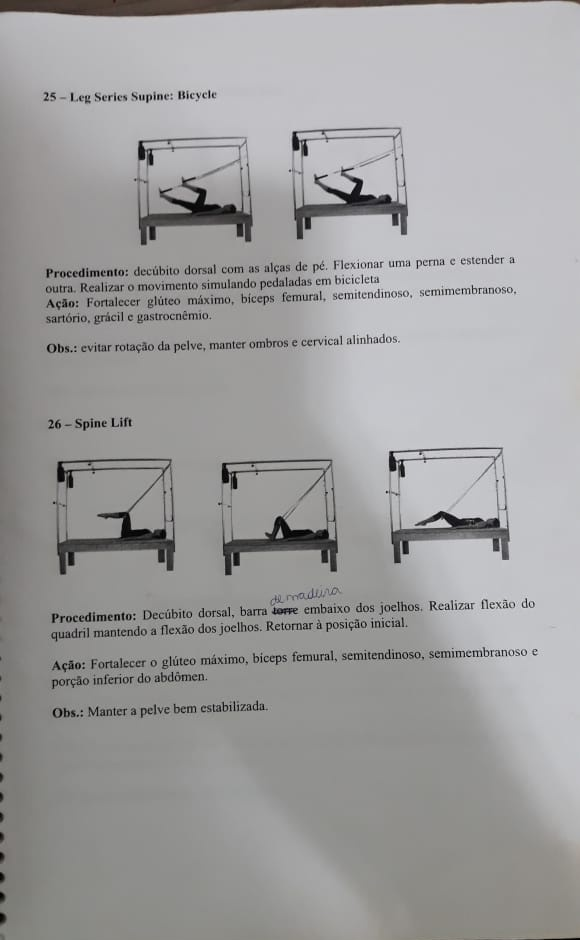 25 – Leg Series Supine: Bicycle
Procedimento: decúbito dorsal com as alças de pé. Flexionar uma perna e estender a
outra. Realizar o movimento simulando pedaladas em bicicleta
Ação: Fortalecer glúteo máximo, bíceps femural, semitendinoso, semimembranoso,
sartório, grácil e gastrocnêmio.
Obs.: evitar rotação da pelve, manter ombros e cervical alinhados.
26 – Spine Lift
de madeira
Procedimento: Decúbito dorsal, barra torre embaixo dos joelhos. Realizar flexão do
quadril mantendo a flexão dos joelhos. Retornar à posição inicial.
Ação: Fortalecer o glúteo máximo, bíceps femural, semitendinoso, semimembranoso e
porção inferior do abdômen.
Obs.: Manter a pelve bem estabilizada.